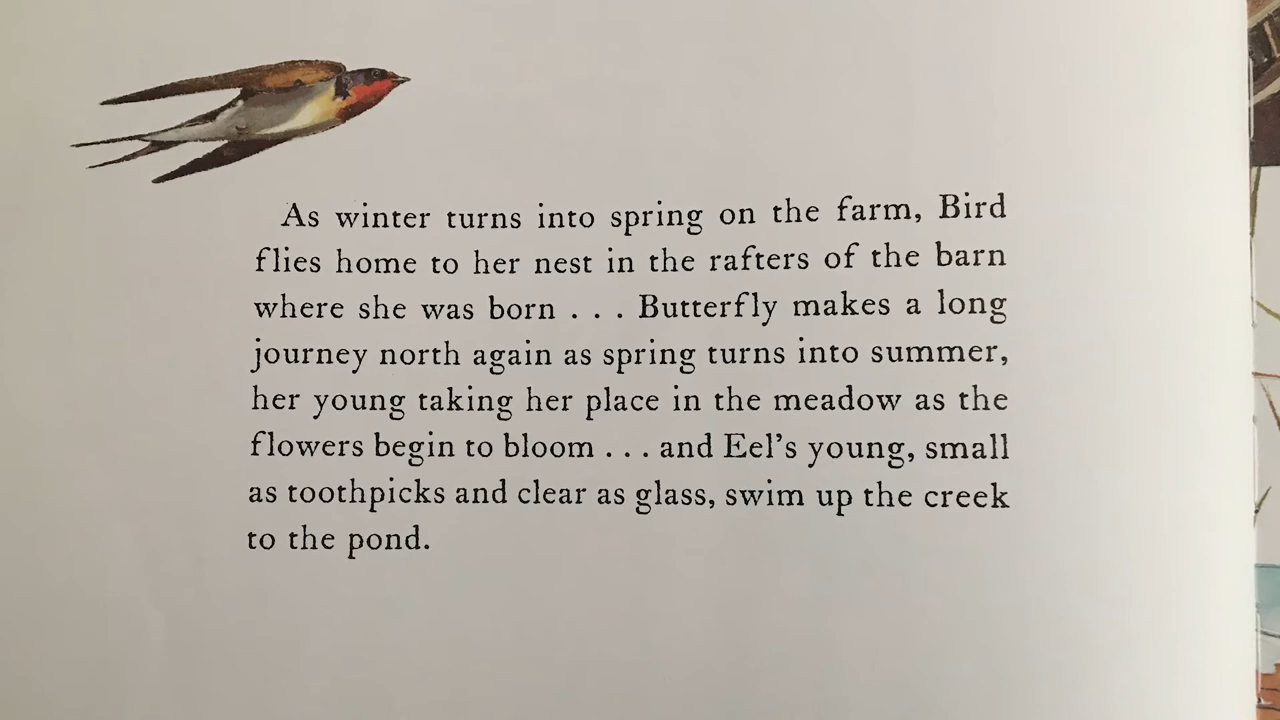 As winter turns into spring on the farm, Bird
flies home to her nest in the rafters of the barn
where she was born . . . Butterfly makes a long
journey north again as spring turns into summer,
her young taking her place in the meadow as the
flowers begin to bloom . . . and Eel’s young, small
as toothpicks and clear as glass, swim up the creek
to the pond.